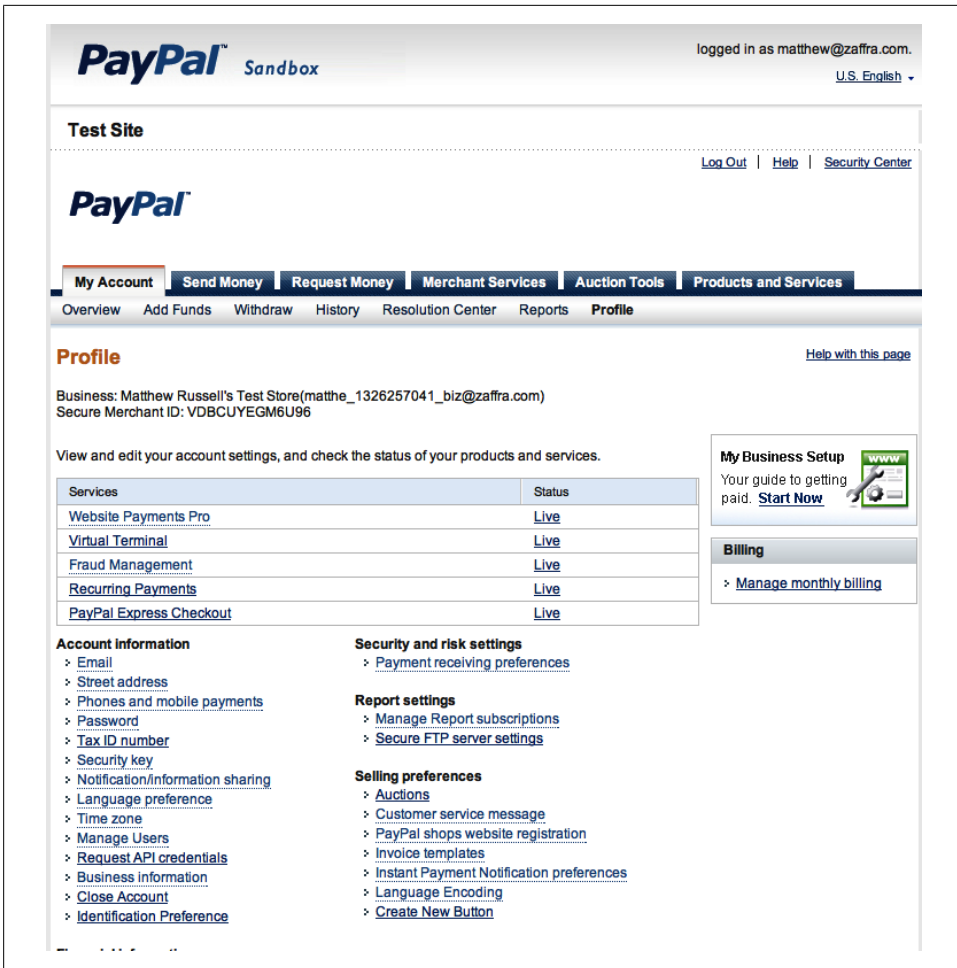 PayPal™ Sandbox
logged in as matthew@zaffra.com.
U.S. English
Test Site
Log Out | Help | Security Center
PayPal™
My Account Send Money Request Money Merchant Services Auction Tools Products and Services
Overview Add Funds Withdraw History Resolution Center Reports Profile
Profile
Help with this page
Business: Matthew Russell's Test Store(matthe_1326257041_biz@zaffra.com)
Secure Merchant ID: VDBCUYEGM6U96
View and edit your account settings, and check the status of your products and services.
Services Status
Website Payments Pro Live
Virtual Terminal Live
Fraud Management Live
Recurring Payments Live
PayPal Express Checkout Live
My Business Setup
Your guide to getting
paid. Start Now
www
Billing
Manage monthly billing
Account information
Email
Street address
Phones and mobile payments
Password
Tax ID number
Security key
Notification/information sharing
Language preference
Time zone
Manage Users
Request API credentials
Business information
Close Account
Identification Preference
Security and risk settings
Payment receiving preferences
Report settings
Manage Report subscriptions
Secure FTP server settings
Selling preferences
Auctions
Customer service message
PayPal shops website registration
Invoice templates
Instant Payment Notification preferences
Language Encoding
Create New Button